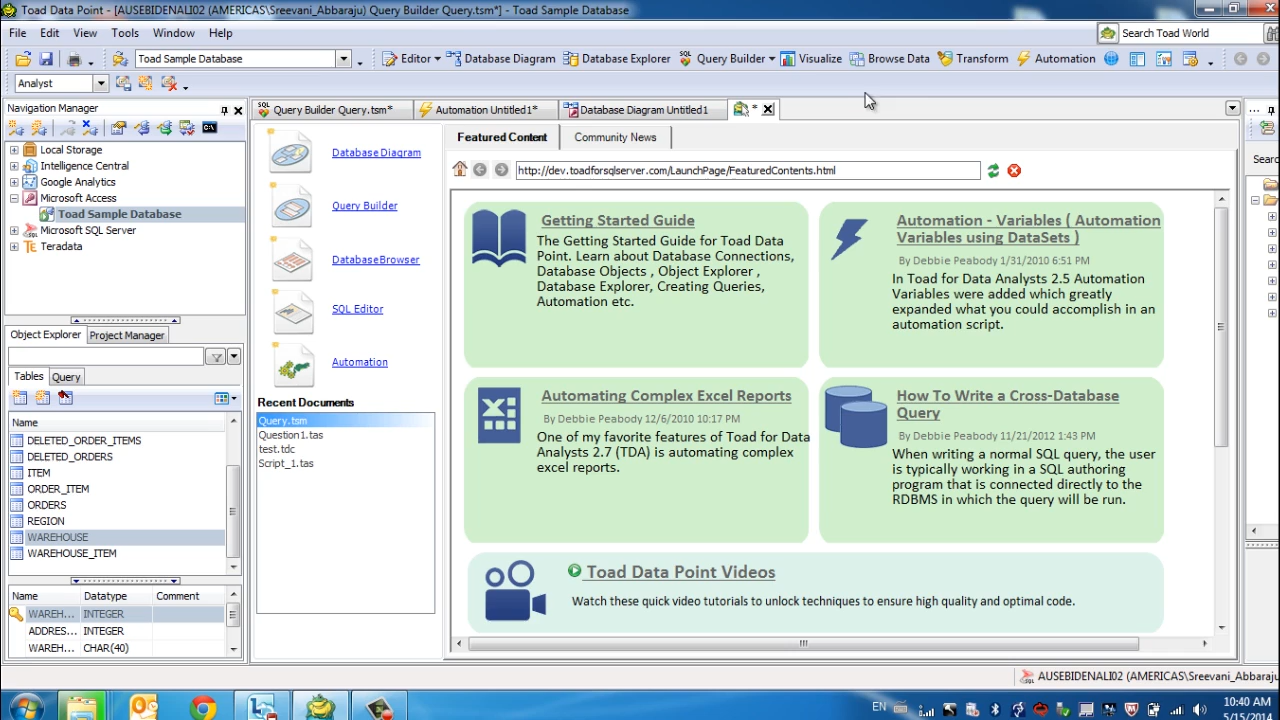 Toad Data Point - [AUSEBIDENALI02 (AMERICAS\Sreevani_Abbaraju) Query Builder Query.tsm*] - Toad Sample Database
File Edit View Tools Window Help
Search Toad World
Toad Sample Database
Editor Database Diagram Database Explorer Query Builder Visualize Browse Data Transform Automation
Analyst
Navigation Manager
Query Builder Query.tsm* Automation Untitled1* Database Diagram Untitled1 *
Local Storage
Intelligence Central
Google Analytics
Microsoft Access
Toad Sample Database
Microsoft SQL Server
Teradata
Object Explorer Project Manager
Tables Query
Name
DELETED_ORDER_ITEMS
DELETED_ORDERS
ITEM
ORDER_ITEM
ORDERS
REGION
WAREHOUSE
WAREHOUSE_ITEM
Name Datatype Comment
WAREH... INTEGER
ADDRES... INTEGER
WAREH... CHAR(40)
Database Diagram
Query Builder
DatabaseBrowser
SQL Editor
Automation
Recent Documents
Query.tsm
Question1.tas
test.tdc
Script_1.tas
Featured Content Community News
http://dev.toadforsqlserver.com/LaunchPage/FeaturedContents.html
Getting Started Guide
The Getting Started Guide for Toad Data
Point. Learn about Database Connections,
Database Objects , Object Explorer ,
Database Explorer, Creating Queries,
Automation etc.
Automation - Variables ( Automation
Variables using DataSets )
By Debbie Peabody 1/31/2010 6:51 PM
In Toad for Data Analysts 2.5 Automation
Variables were added which greatly
expanded what you could accomplish in an
automation script.
Automating Complex Excel Reports
By Debbie Peabody 12/6/2010 10:17 PM
One of my favorite features of Toad for Data
Analysts 2.7 (TDA) is automating complex
excel reports.
How To Write a Cross-Database
Query
By Debbie Peabody 11/21/2012 1:43 PM
When writing a normal SQL query, the user
is typically working in a SQL authoring
program that is connected directly to the
RDBMS in which the query will be run.
Toad Data Point Videos
Watch these quick video tutorials to unlock techniques to ensure high quality and optimal code.
Searc
AUSEBIDENALI02 (AMERICAS\Sreevani_Abbaraju
EN
10:40 AM
5/15/2014